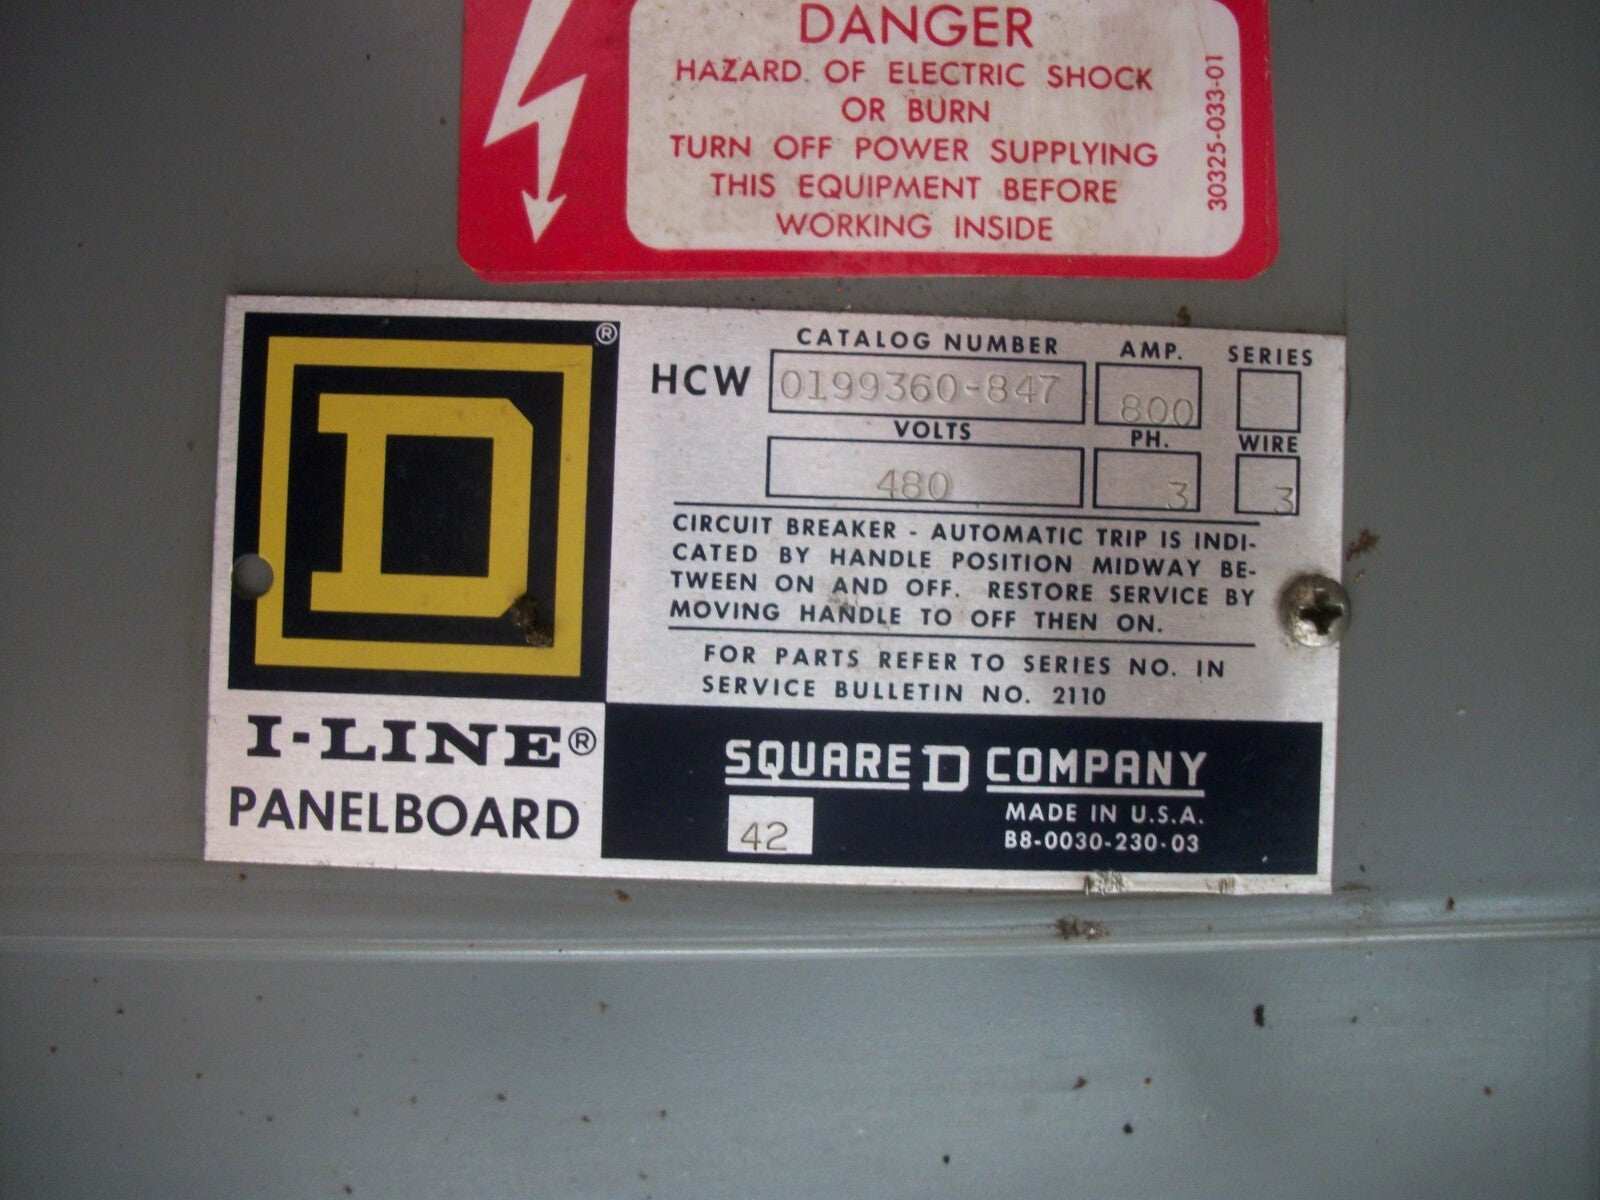 DANGER
HAZARD OF ELECTRIC SHOCK
OR BURN
TURN OFF POWER SUPPLYING
THIS EQUIPMENT BEFORE
WORKING INSIDE
30325-033-01
D ®
CATALOG NUMBER AMP. SERIES
HCW 0199360-847 800
VOLTS PH. WIRE
480 3 3
CIRCUIT BREAKER - AUTOMATIC TRIP IS INDI-
CATED BY HANDLE POSITION MIDWAY BE-
TWEEN ON AND OFF. RESTORE SERVICE BY
MOVING HANDLE TO OFF THEN ON.
FOR PARTS REFER TO SERIES NO. IN
SERVICE BULLETIN NO. 2110
I-LINE®
PANELBOARD
SQUARE D COMPANY
42
MADE IN U.S.A.
B8-0030-230-03